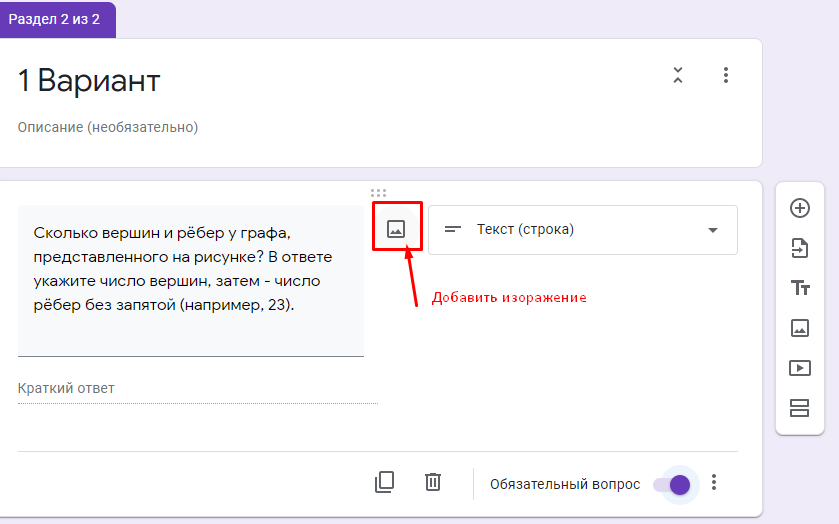 Раздел 2 из 2
1 Вариант
Описание (необязательно)
Сколько вершин и рёбер у графа,
представленного на рисунке? В ответе
укажите число вершин, затем - число
рёбер без запятой (например, 23).
Текст (строка)
Добавить изоражение
Краткий ответ
Обязательный вопрос